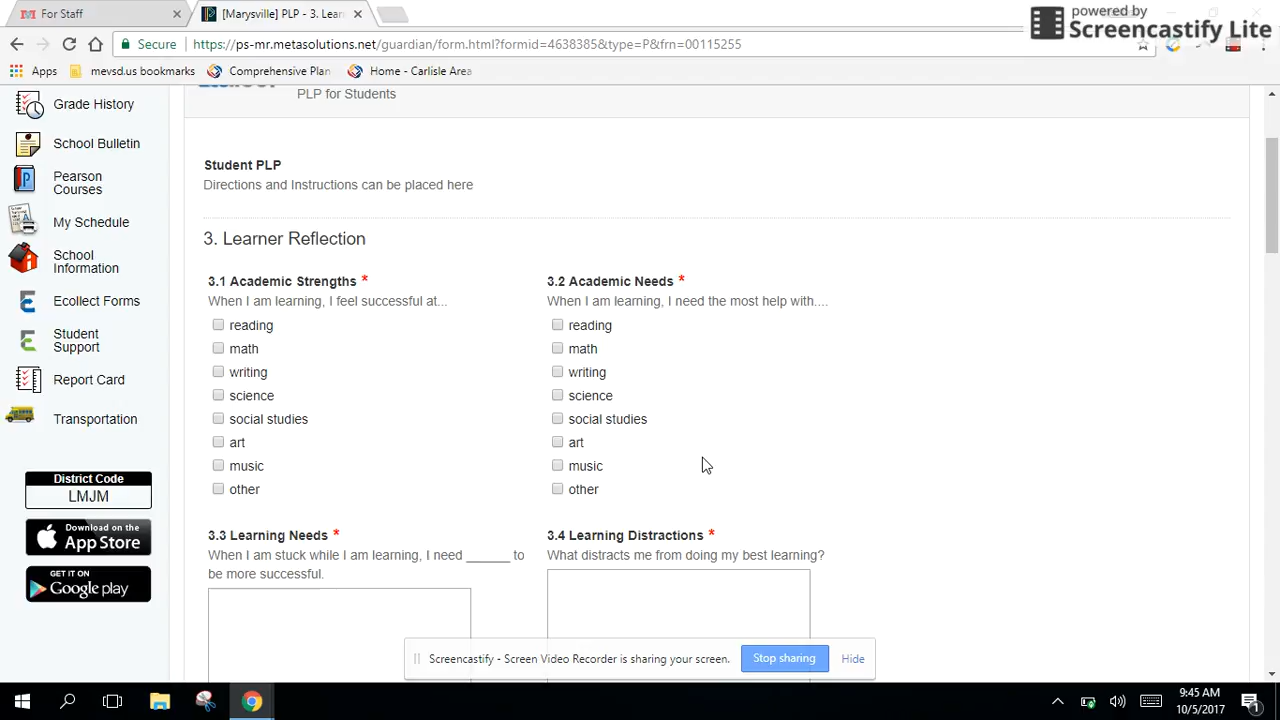 For Staff
[Marysville] PLP - 3. Lear
powered by
Screencastify Lite
Secure
https://ps-mr.metasolutions.net/guardian/forms.html?formid=4688385&type=P&frn=00115255
Apps
mevsd.us bookmarks
Comprehensive Plan
Home - Carlisle Area
PLP for Students
Grade History
School Bulletin
Pearson
Courses
My Schedule
School
Information
Ecollect Forms
Student
Support
Report Card
Transportation
District Code
LMJM
Download on the
App Store
GET IT ON
Google play
Student PLP
Directions and Instructions can be placed here
3. Learner Reflection
3.1 Academic Strengths *
When I am learning, I feel successful at...
reading
math
writing
science
social studies
art
music
other
3.2 Academic Needs *
When I am learning, I need the most help with....
reading
math
writing
science
social studies
art
music
other
3.3 Learning Needs *
When I am stuck while I am learning, I need ______ to
be more successful.
3.4 Learning Distractions *
What distracts me from doing my best learning?
Screencastify - Screen Video Recorder is sharing your screen.
Stop sharing
Hide
9:45 AM
10/5/2017